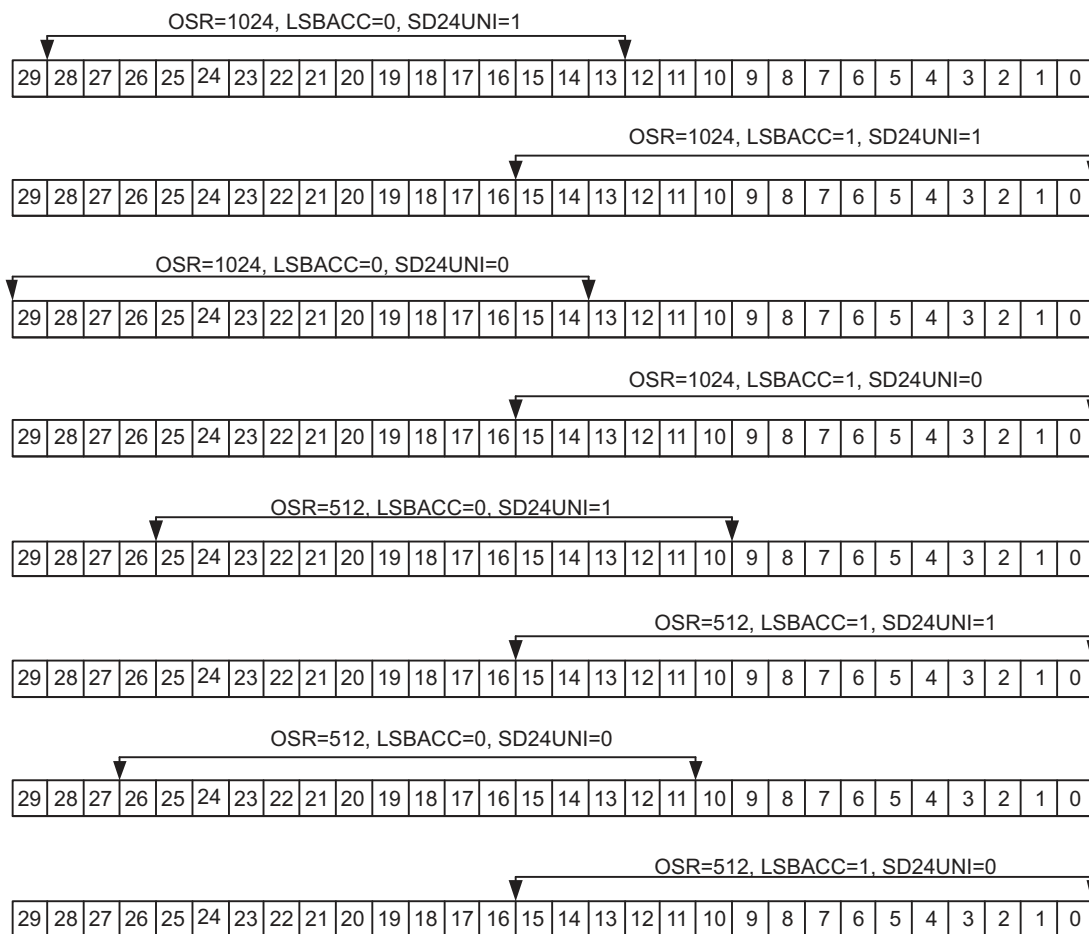 OSR=1024, LSBACC=0, SD24UNI=1
29 28 27 26 25 24 23 22 21 20 19 18 17 16 15 14 13 12 11 10 9 8 7 6 5 4 3 2 1 0
OSR=1024, LSBACC=1, SD24UNI=1
29 28 27 26 25 24 23 22 21 20 19 18 17 16 15 14 13 12 11 10 9 8 7 6 5 4 3 2 1 0
OSR=1024, LSBACC=0, SD24UNI=0
29 28 27 26 25 24 23 22 21 20 19 18 17 16 15 14 13 12 11 10 9 8 7 6 5 4 3 2 1 0
OSR=1024, LSBACC=1, SD24UNI=0
29 28 27 26 25 24 23 22 21 20 19 18 17 16 15 14 13 12 11 10 9 8 7 6 5 4 3 2 1 0
OSR=512, LSBACC=0, SD24UNI=1
29 28 27 26 25 24 23 22 21 20 19 18 17 16 15 14 13 12 11 10 9 8 7 6 5 4 3 2 1 0
OSR=512, LSBACC=1, SD24UNI=1
29 28 27 26 25 24 23 22 21 20 19 18 17 16 15 14 13 12 11 10 9 8 7 6 5 4 3 2 1 0
OSR=512, LSBACC=0, SD24UNI=0
29 28 27 26 25 24 23 22 21 20 19 18 17 16 15 14 13 12 11 10 9 8 7 6 5 4 3 2 1 0
OSR=512, LSBACC=1, SD24UNI=0
29 28 27 26 25 24 23 22 21 20 19 18 17 16 15 14 13 12 11 10 9 8 7 6 5 4 3 2 1 0